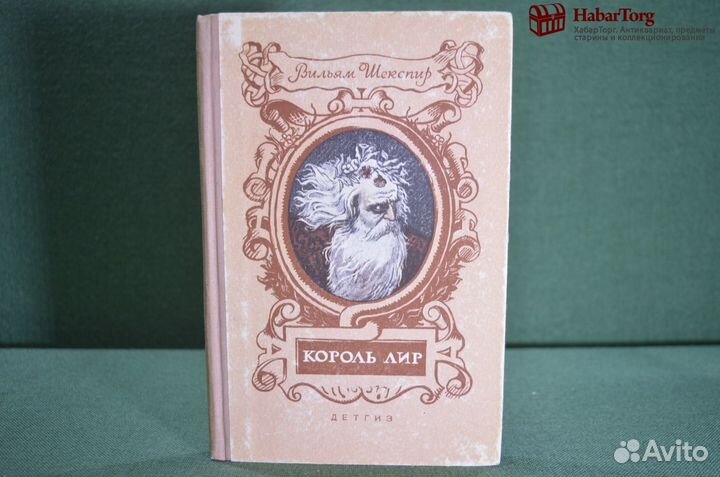 HabarTorg
ХабарТорг. Антиквариат, предметы
старины и коллекционирования
Вильям Шекспир
КОРОЛЬ ЛИР
ДЕТГИЗ
Avito